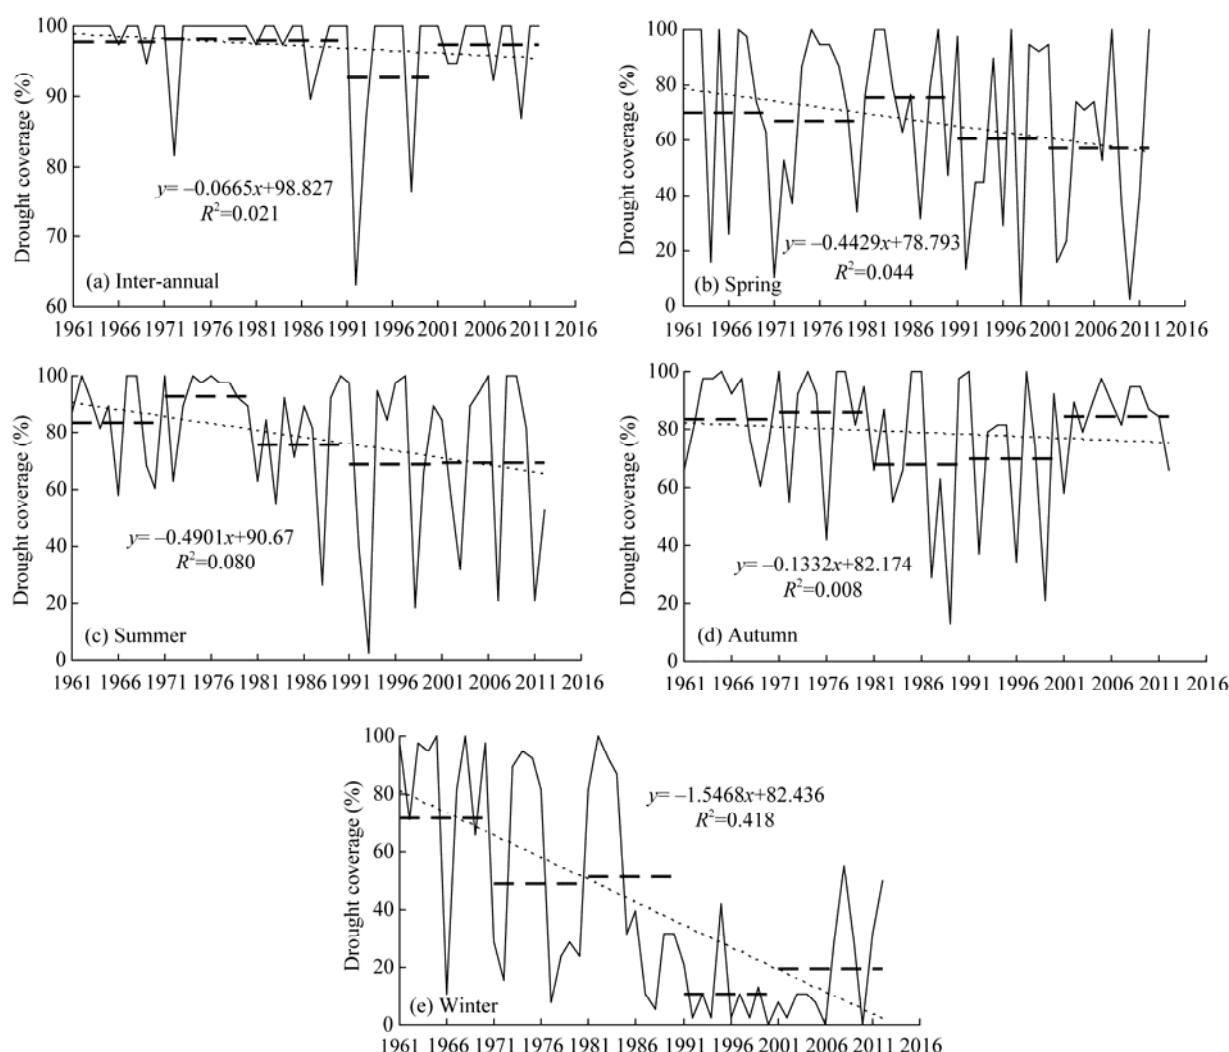 100
90
80
70
60
Drought coverage (%)
y= –0.0665x+98.827
R²=0.021
(a) Inter-annual
1961 1966 1971 1976 1981 1986 1991 1996 2001 2006 2011 2016
100
80
60
40
20
0
Drought coverage (%)
y= –0.4429x+78.793
R²=0.044
(b) Spring
1961 1966 1971 1976 1981 1986 1991 1996 2001 2006 2011 2016
100
80
60
40
20
0
Drought coverage (%)
y= –0.4901x+90.67
R²=0.080
(c) Summer
1961 1966 1971 1976 1981 1986 1991 1996 2001 2006 2011 2016
100
80
60
40
20
0
Drought coverage (%)
y= –0.1332x+82.174
R²=0.008
(d) Autumn
1961 1966 1971 1976 1981 1986 1991 1996 2001 2006 2011 2016
100
80
60
40
20
0
Drought coverage (%)
y= –1.5468x+82.436
R²=0.418
(e) Winter
1961 1966 1971 1976 1981 1986 1991 1996 2001 2006 2011 2016